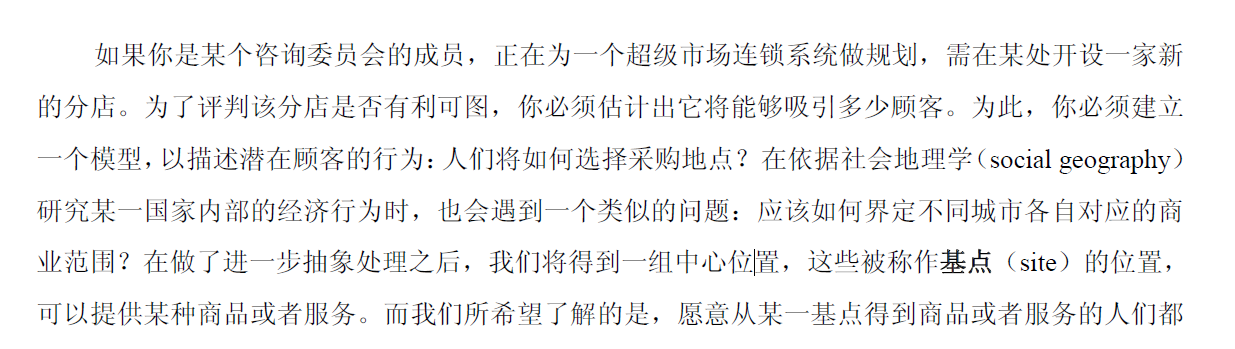 如果你是某个咨询委员会的成员，正在为一个超级市场连锁系统做规划，需在某处开设一家新
的分店。为了评判该分店是否有利可图，你必须估计出它将能够吸引多少顾客。为此，你必须建立
一个模型，以描述潜在顾客的行为：人们将如何选择采购地点？在依据社会地理学（social geography）
研究某一国家内部的经济行为时，也会遇到一个类似的问题：应该如何界定不同城市各自对应的商
业范围？在做了进一步抽象处理之后，我们将得到一组中心位置，这些被称作基点（site）的位置，
可以提供某种商品或者服务。而我们所希望了解的是，愿意从某一基点得到商品或者服务的人们都